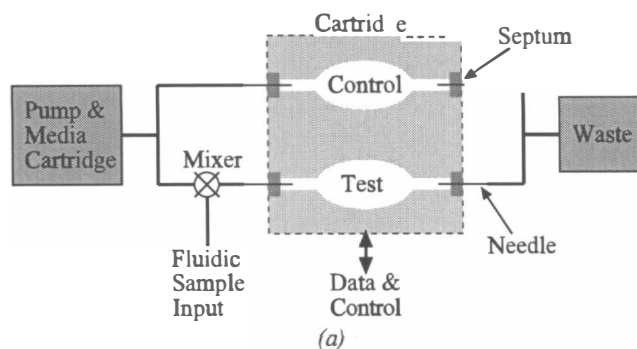 Cartrid e
Septum
Control
Pump &
Media
Cartridge
Waste
Mixer
Test
Needle
Fluidic
Sample
Input
Data &
Control
(a)